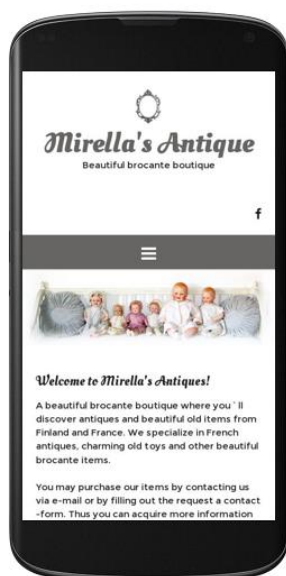 Mirella's Antique
Beautiful brocante boutique
f
Welcome to Mirella's Antiques!
A beautiful brocante boutique where you`ll
discover antiques and beautiful old items from
Finland and France. We specialize in French
antiques, charming old toys and other beautiful
brocante items.
You may purchase our items by contacting us
via e-mail or by filling out the request a contact
-form. Thus you can acquire more information